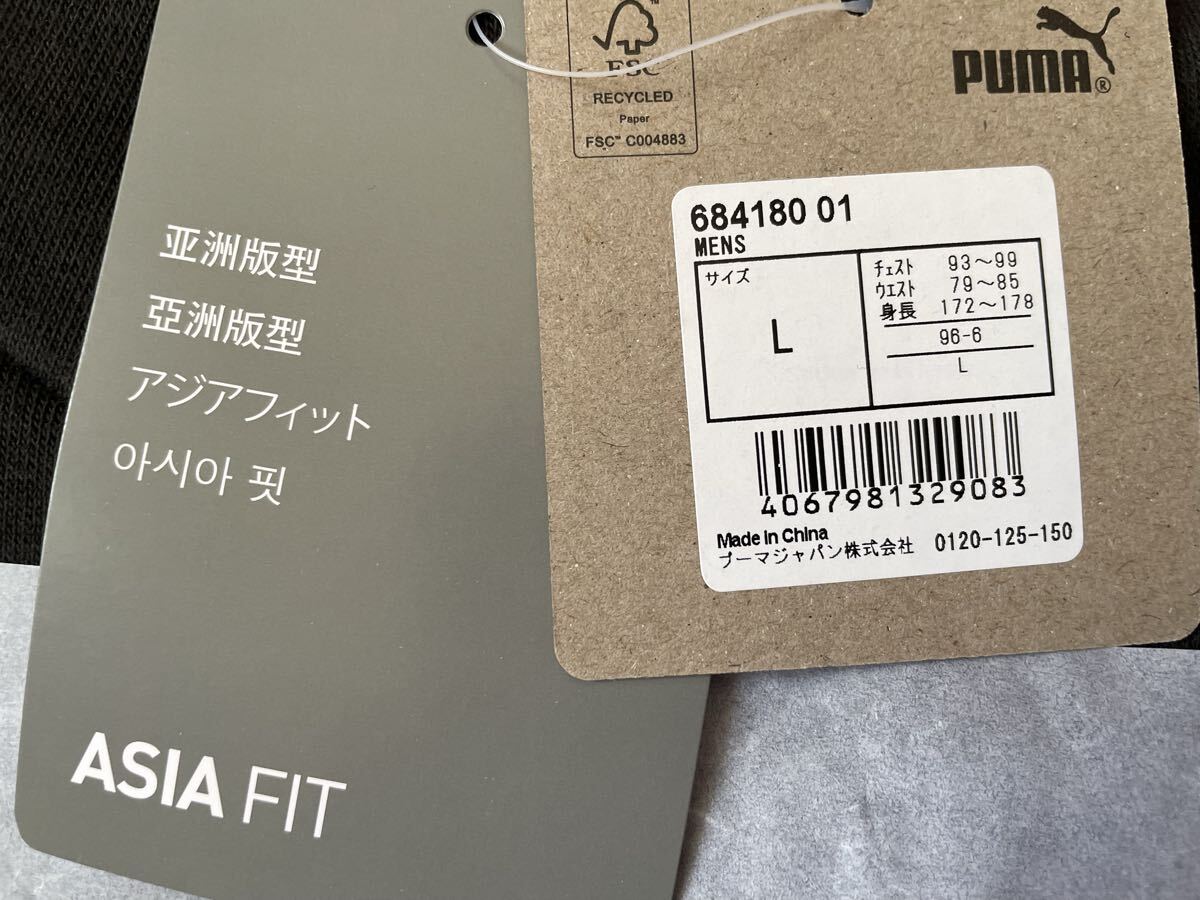 亚洲版型
亞洲版型
アジアフィット
아시아 핏
ASIA FIT
FSC
RECYCLED
Paper
FSC™ C004883
PUMA®
684180 01
MENS
サイズ
L
チェスト 93～99
ウエスト 79～85
身長 172～178
96-6
L
4067981329083
Made in China
プーマジャパン株式会社 0120-125-150